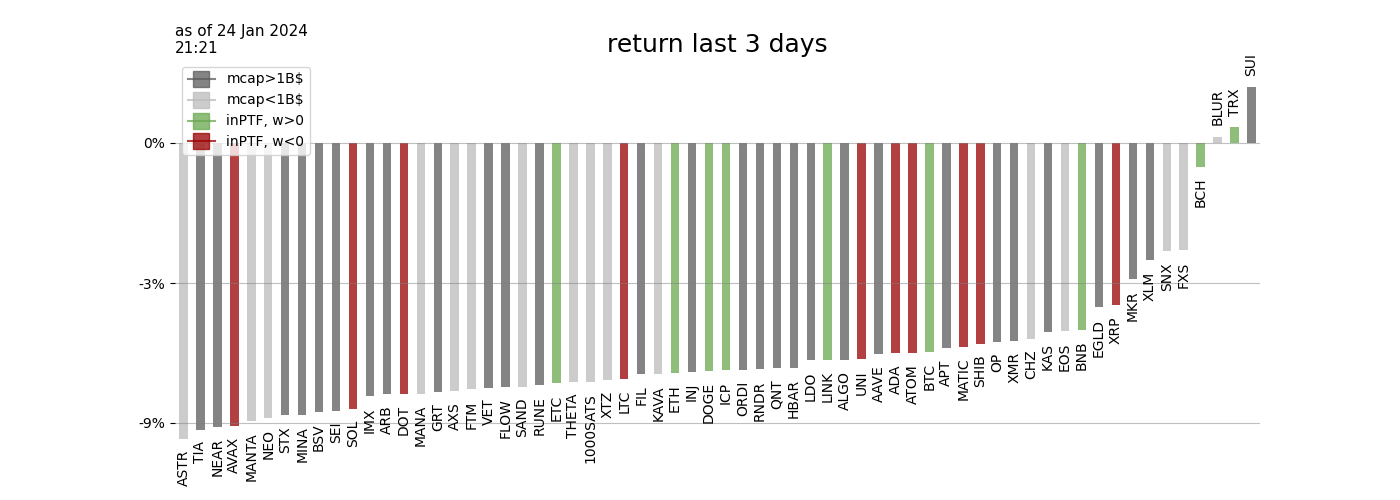 as of 24 Jan 2024
21:21
return last 3 days
mcap>1B$
mcap<1B$
inPTF, w>0
inPTF, w<0
0%
-3%
-9%
ASTR
TIA
NEAR
AVAX
MANTA
NEO
STX
MINA
BSV
SEI
SOL
IMX
ARB
DOT
MANA
GRT
AXS
FTM
VET
FLOW
SAND
RUNE
ETC
THETA
1000SATS
XTZ
LTC
FIL
KAVA
ETH
INJ
DOGE
ICP
ORDI
RNDR
QNT
HBAR
LDO
LINK
ALGO
UNI
AAVE
ADA
ATOM
BTC
APT
MATIC
SHIB
OP
XMR
CHZ
KAS
EOS
BNB
EGLD
XRP
MKR
XLM
SNX
FXS
BCH
BLUR
TRX
SUI